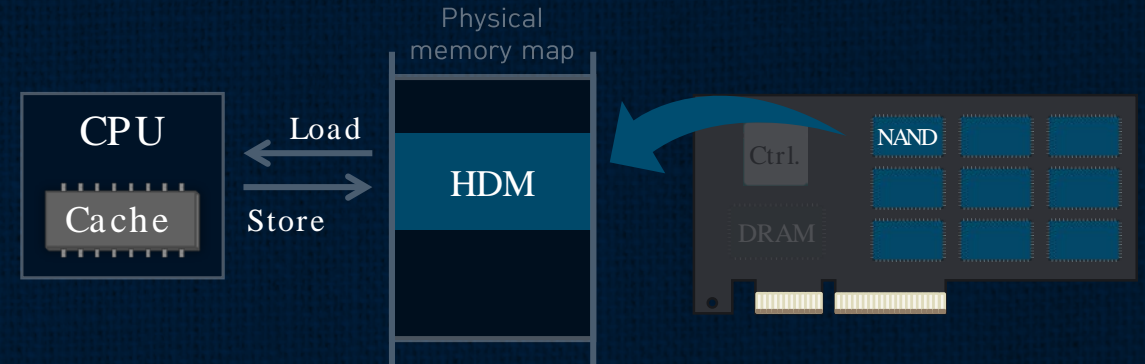 Physical
memory map
CPU
Cache
Load
Store
HDM
Ctrl.
DRAM
NAND